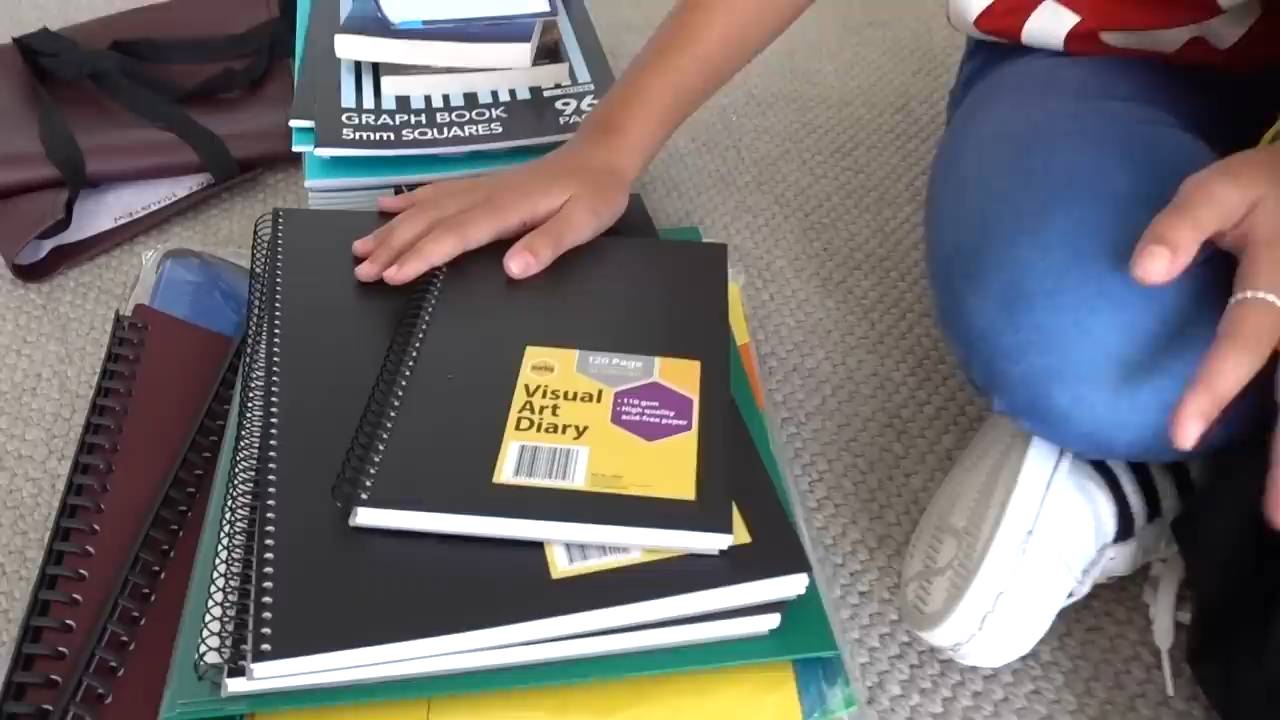 GRAPH BOOK
5mm SQUARES
96
120 Page
Visual
Art
Diary
• 110 gsm
• High quality
acid-free paper